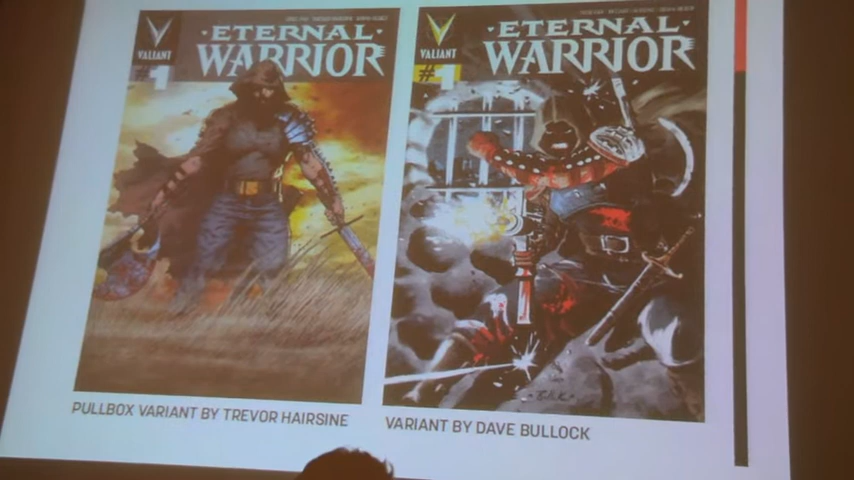 VALIANT
#1
ETERNAL
WARRIOR
PULLBOX VARIANT BY TREVOR HAIRSINE
VALIANT
#1
ETERNAL
WARRIOR
VARIANT BY DAVE BULLOCK